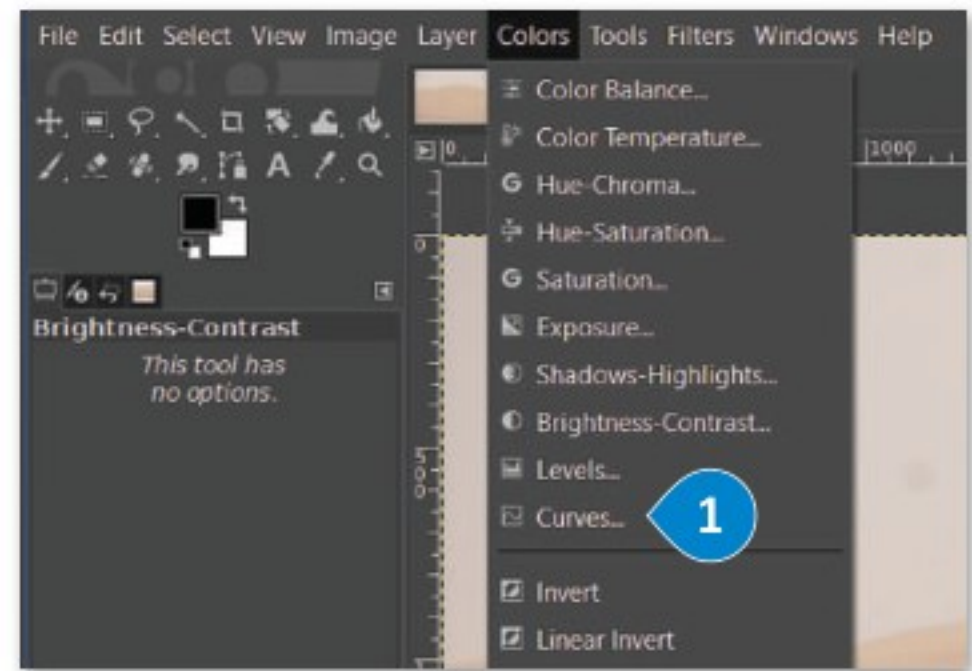 File Edit Select View Image Layer Colors Tools Filters Windows Help
Color Balance...
Color Temperature...
Hue-Chroma...
Hue-Saturation...
Saturation...
Exposure...
Shadows-Highlights...
Brightness-Contrast...
Levels...
Curves... 1
Invert
Linear Invert
0 1000
0
500
A
Brightness-Contrast
This tool has
no options.